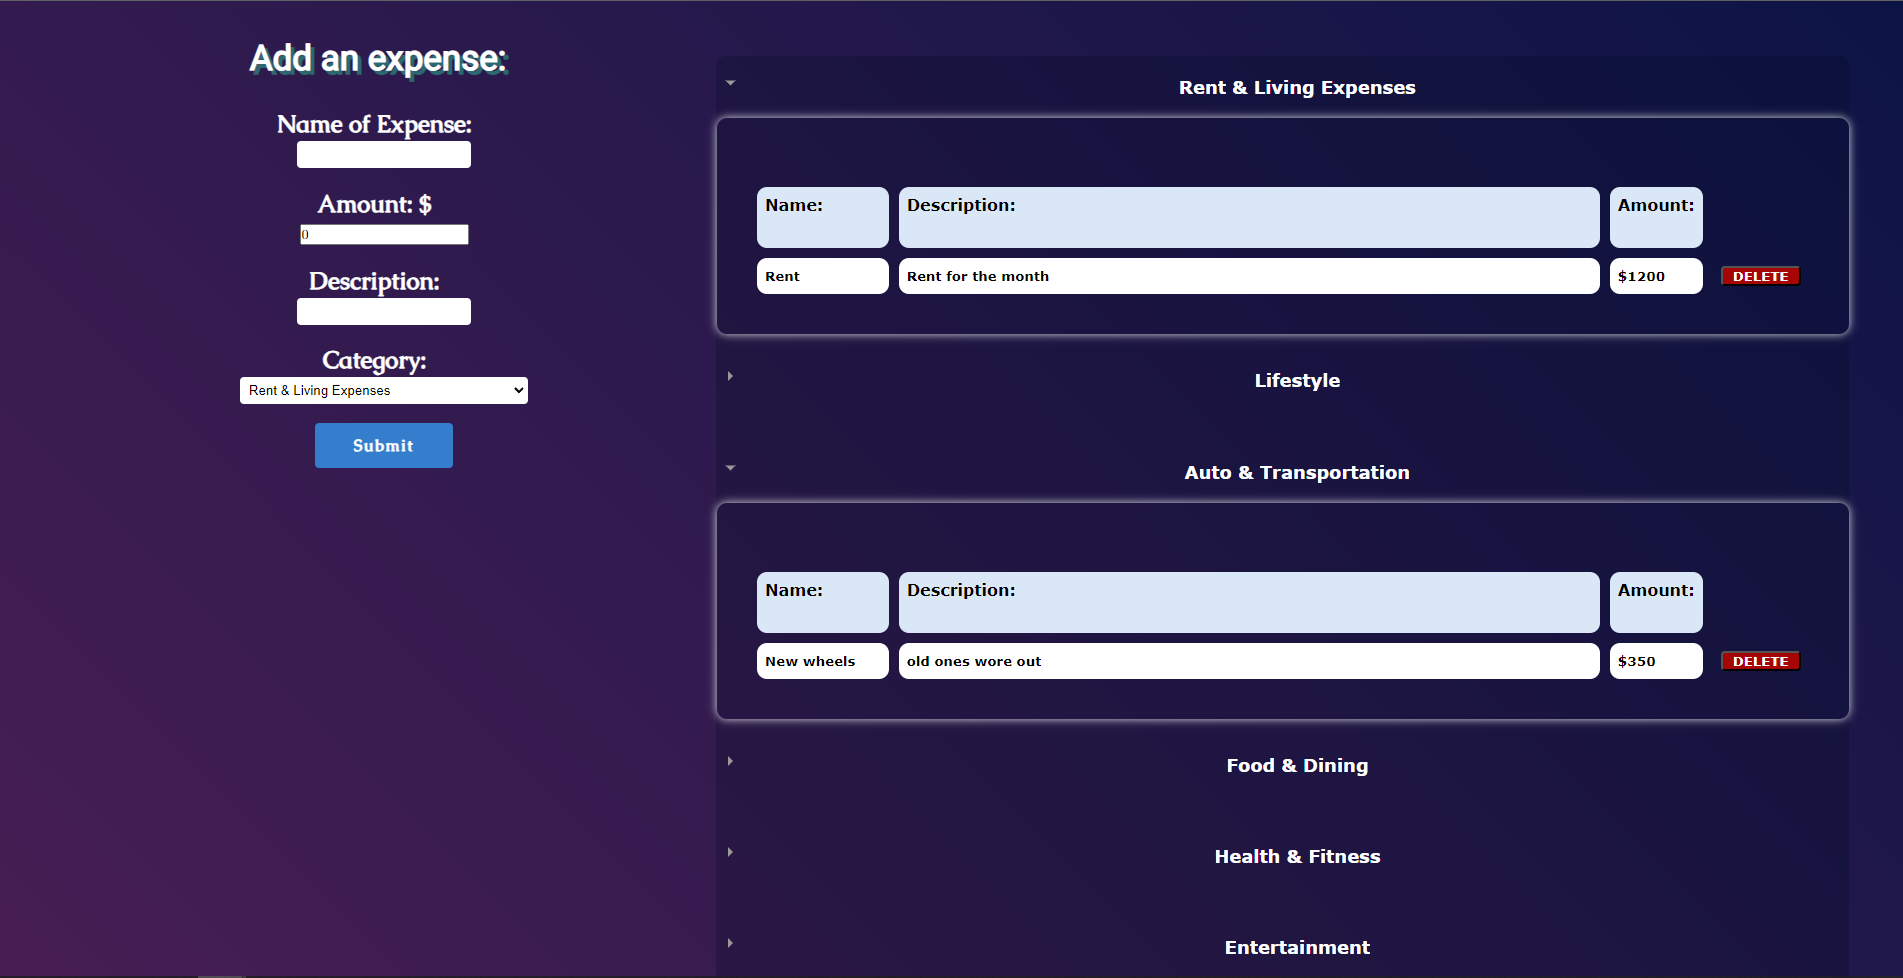 Add an expense:
Name of Expense:
Amount: $
0
Description:
Category:
Rent & Living Expenses
Submit
Rent & Living Expenses
Name: Description: Amount:
Rent Rent for the month $1200 DELETE
Lifestyle
Auto & Transportation
Name: Description: Amount:
New wheels old ones wore out $350 DELETE
Food & Dining
Health & Fitness
Entertainment